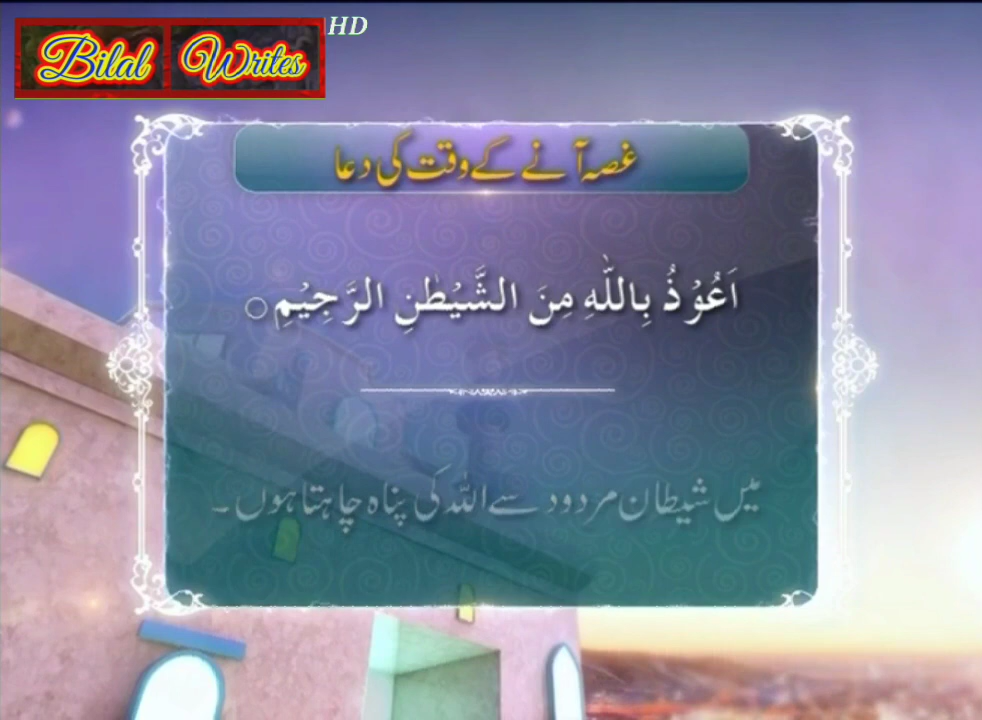 Bilal Writes HD
غصہ آنے کے وقت کی دعا
اَعُوْذُ بِاللّٰهِ مِنَ الشَّیْطٰنِ الرَّجِیْمِ○
میں شیطان مردود سے اللہ کی پناہ چاہتا ہوں۔